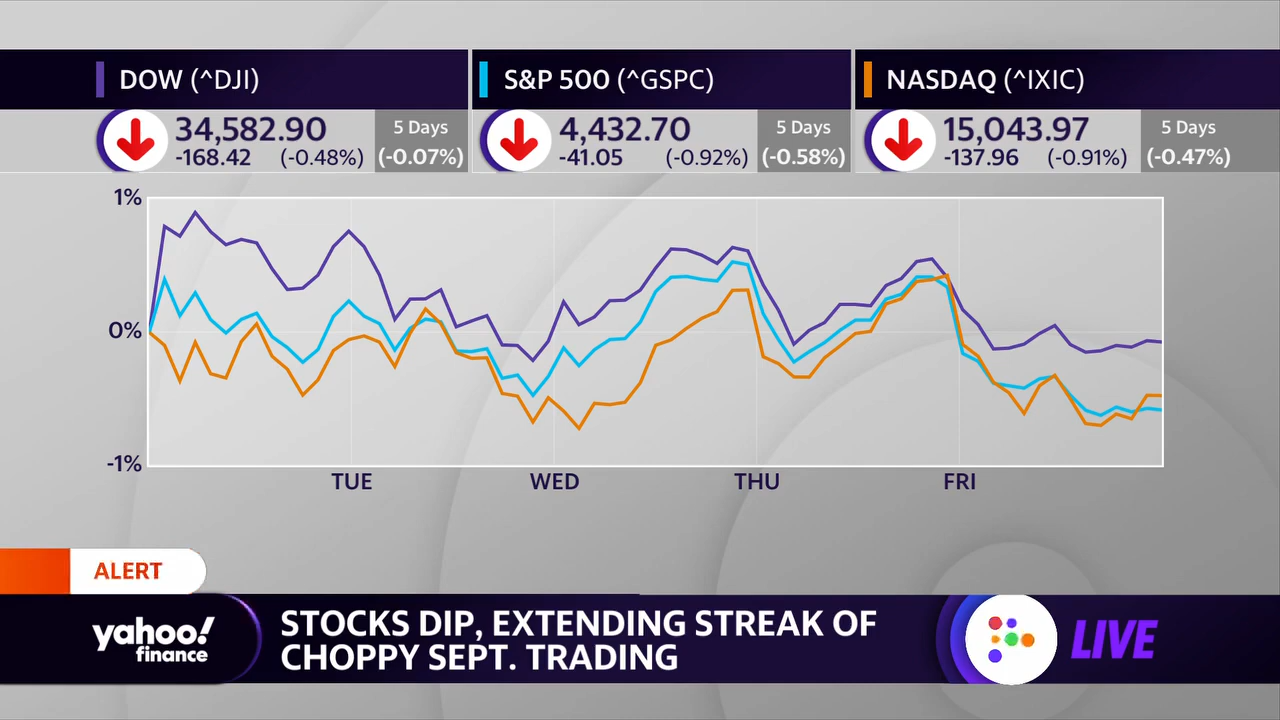 DOW (^DJI)
34,582.90
-168.42 (-0.48%)
5 Days
(-0.07%)
S&P 500 (^GSPC)
4,432.70
-41.05 (-0.92%)
5 Days
(-0.58%)
NASDAQ (^IXIC)
15,043.97
-137.96 (-0.91%)
5 Days
(-0.47%)
1%
0%
-1%
TUE WED THU FRI
ALERT
yahoo!
finance
STOCKS DIP, EXTENDING STREAK OF
CHOPPY SEPT. TRADING
LIVE